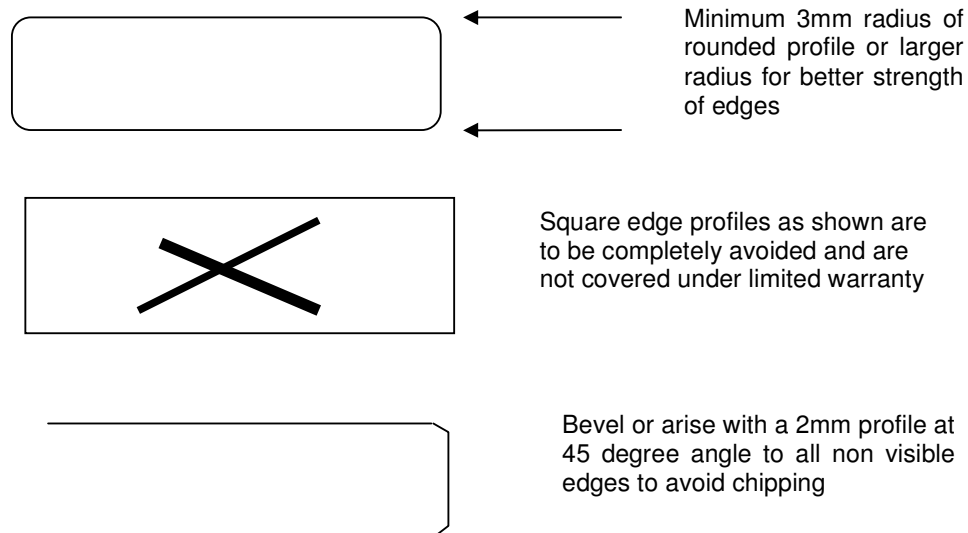 Minimum 3mm radius of
rounded profile or larger
radius for better strength
of edges
Square edge profiles as shown are
to be completely avoided and are
not covered under limited warranty
Bevel or arise with a 2mm profile at
45 degree angle to all non visible
edges to avoid chipping